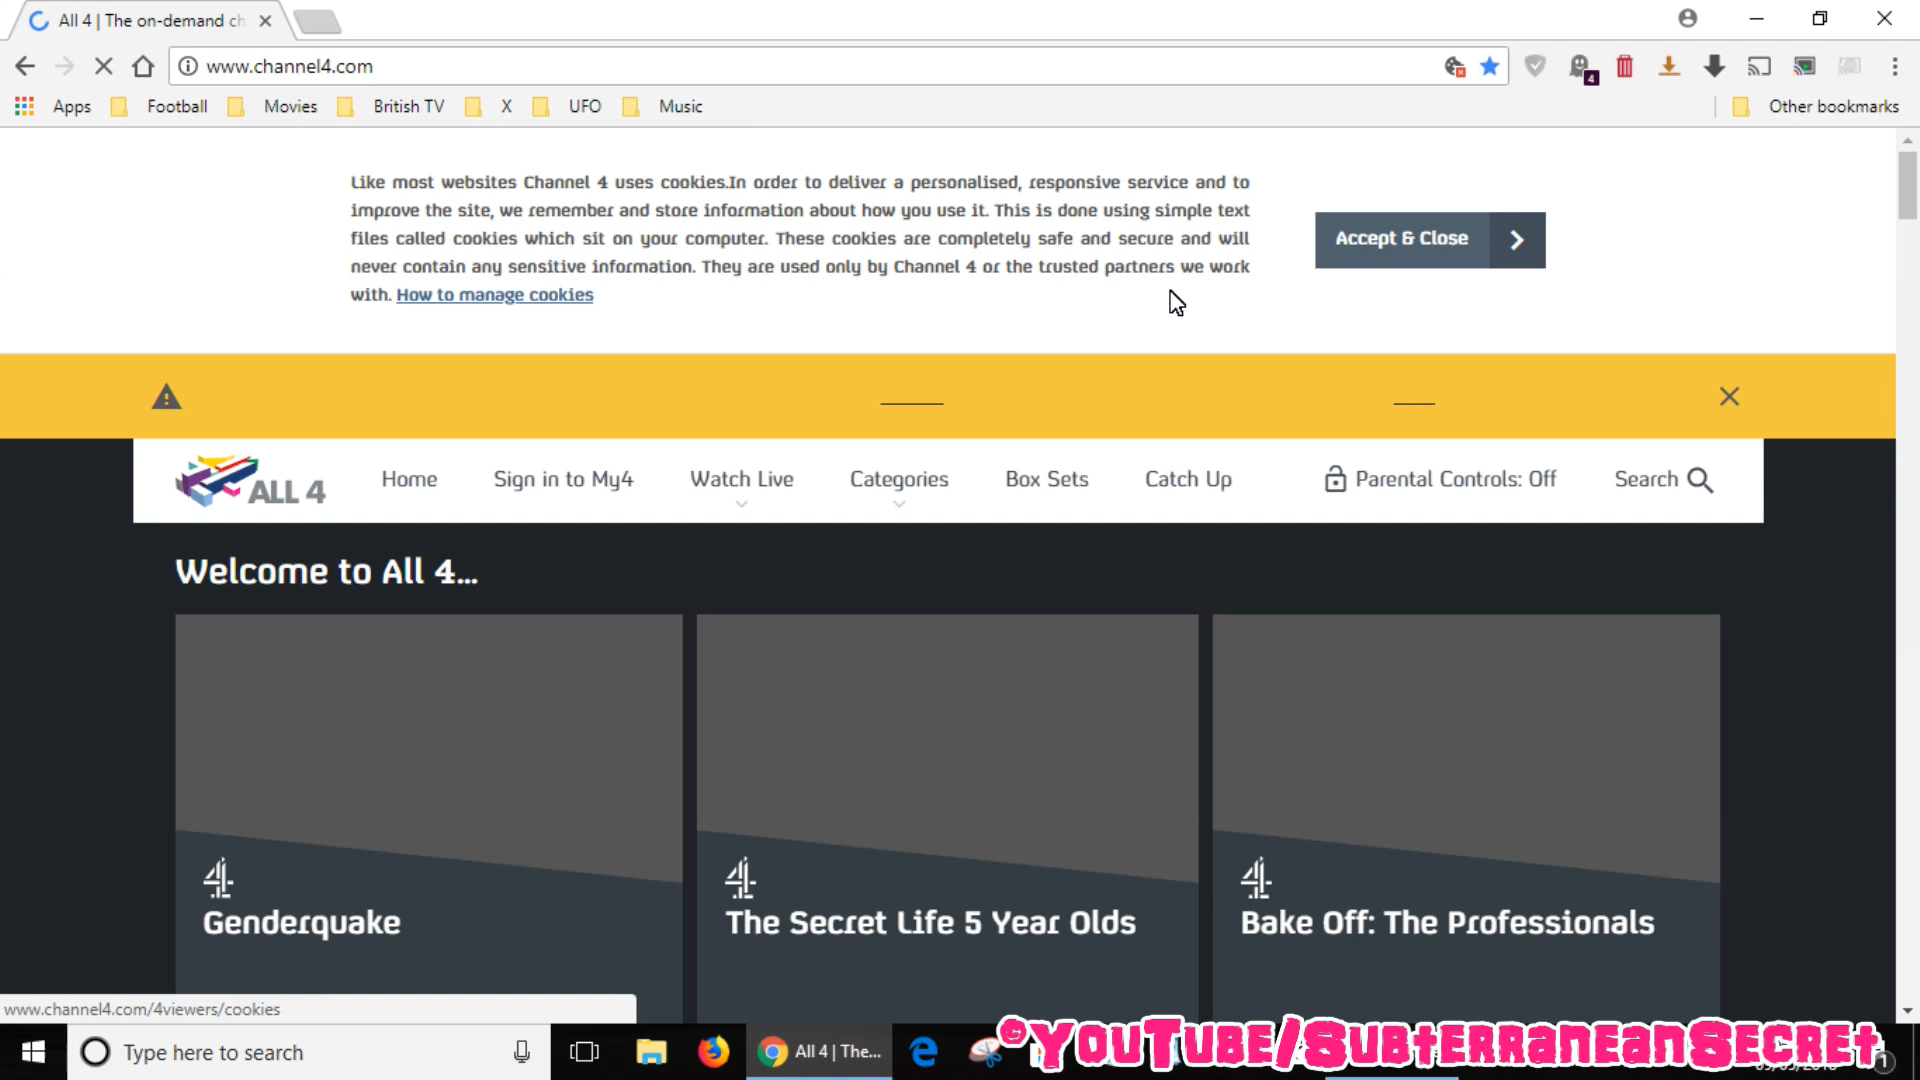 All 4 | The on-demand ch
www.channel4.com
4
Apps Football Movies British TV X UFO Music Other bookmarks
Like most websites Channel 4 uses cookies.In order to deliver a personalised, responsive service and to
improve the site, we remember and store information about how you use it. This is done using simple text
files called cookies which sit on your computer. These cookies are completely safe and secure and will
never contain any sensitive information. They are used only by Channel 4 or the trusted partners we work
with. How to manage cookies
Accept & Close
ALL 4 Home Sign in to My4 Watch Live Categories Box Sets Catch Up Parental Controls: Off Search
Welcome to All 4...
4 4 4
Genderquake The Secret Life 5 Year Olds Bake Off: The Professionals
www.channel4.com/4viewers/cookies
Type here to search All 4 | The...
©YouTube/SubterraneanSecret
1